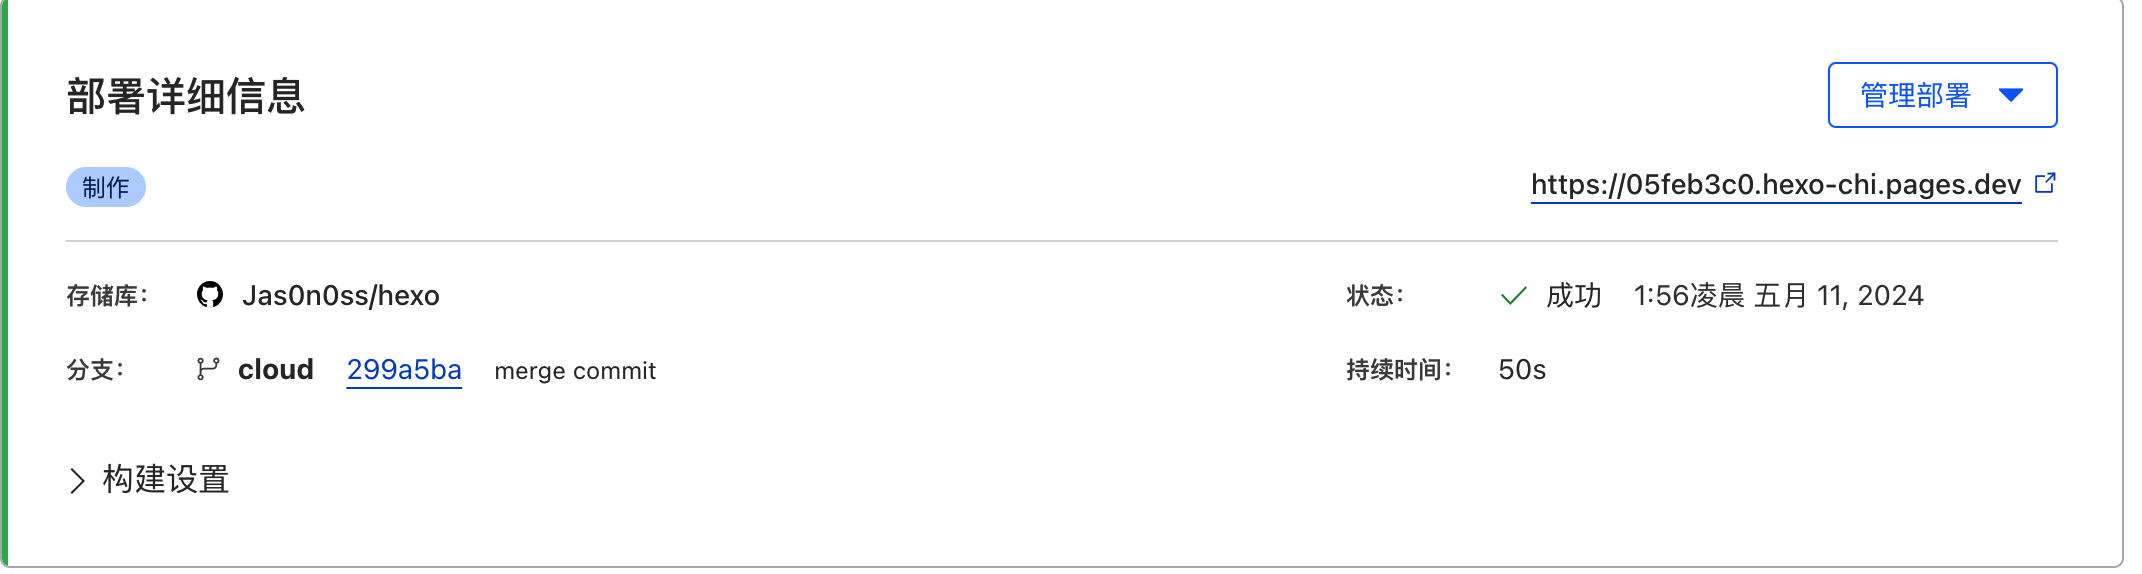 部署详细信息
管理部署
制作
https://05feb3c0.hexo-chi.pages.dev
存储库： Jas0n0ss/hexo
状态： 成功 1:56凌晨 五月 11, 2024
分支： cloud 299a5ba merge commit
持续时间： 50s
构建设置